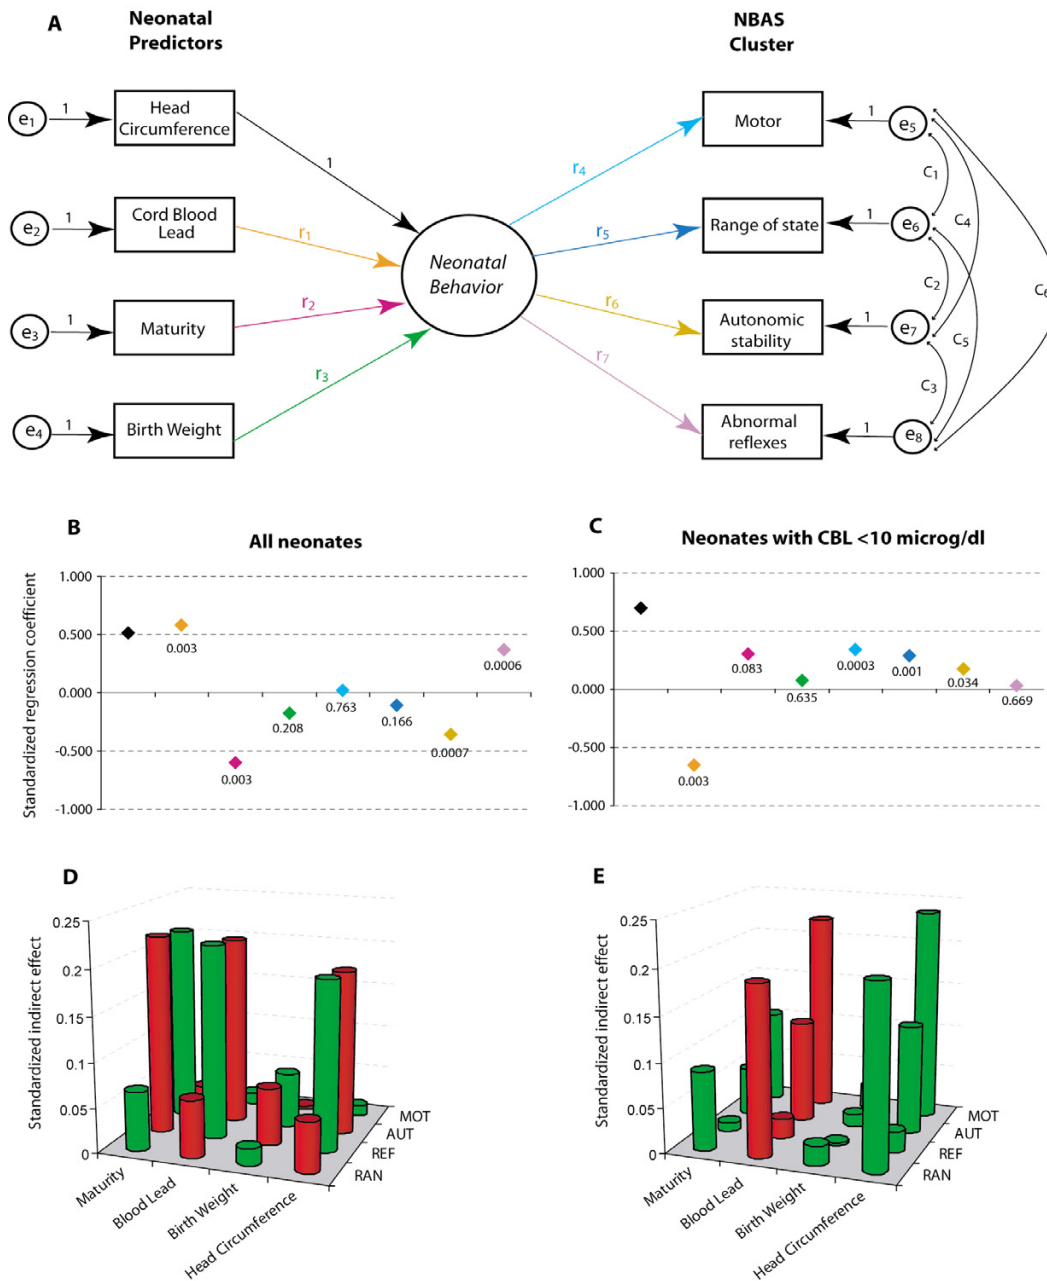 A
Neonatal
Predictors
NBAS
Cluster
e1
1
Head
Circumference
1
e2
1
Cord Blood
Lead
r1
e3
1
Maturity
r2
e4
1
Birth Weight
r3
Neonatal
Behavior
r4
Motor
1
e5
r5
Range of state
1
e6
r6
Autonomic
stability
1
e7
r7
Abnormal
reflexes
1
e8
C1
C4
C2
C5
C3
C6
B
All neonates
Standardized regression coefficient
1.000
0.500
0.000
-0.500
-1.000
0.003
0.003
0.208
0.763
0.166
0.0007
0.0006
C
Neonates with CBL <10 microg/dl
1.000
0.500
0.000
-0.500
-1.000
0.003
0.083
0.635
0.0003
0.001
0.034
0.669
D
Standardized indirect effect
0.25
0.2
0.15
0.1
0.05
0
Maturity
Blood Lead
Birth Weight
Head Circumference
MOT
AUT
REF
RAN
E
Standardized indirect effect
0.25
0.2
0.15
0.1
0.05
0
Maturity
Blood Lead
Birth Weight
Head Circumference
MOT
AUT
REF
RAN